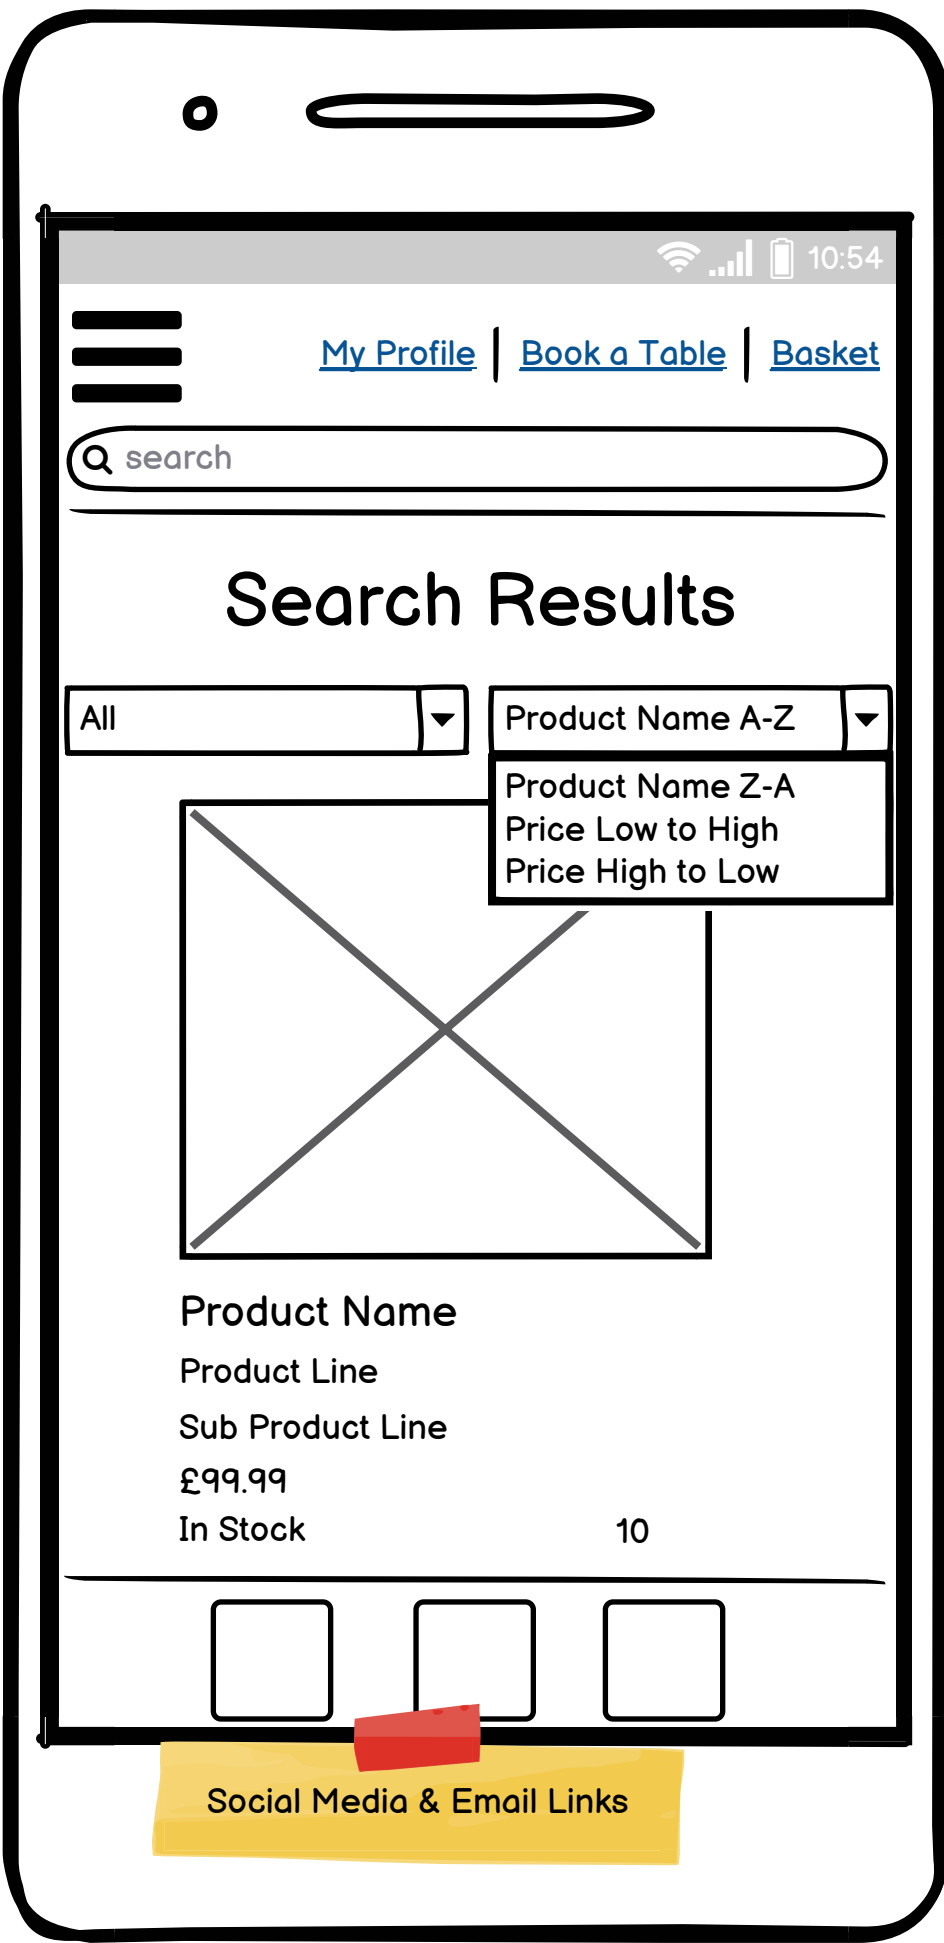 10:54
My Profile | Book a Table | Basket
search
Search Results
All
Product Name A-Z
Product Name Z-A
Price Low to High
Price High to Low
Product Name
Product Line
Sub Product Line
£99.99
In Stock 10
Social Media & Email Links